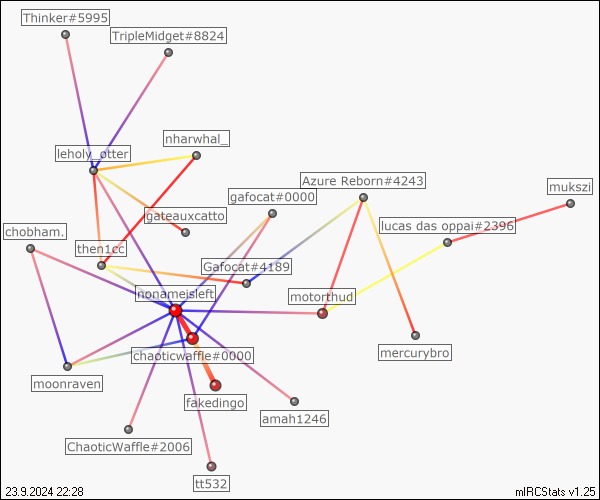 Thinker#5995
TripleMidget#8824
nharwhal_
leholy_otter
Azure Reborn#4243
mukszi
gafocat#0000
gateauxcatto
lucas das oppai#2396
chobham.
then1cc
Gafocat#4189
nonameisleft
motorthud
chaoticwaffle#0000
mercurybro
moonraven
fakedingo
amah1246
ChaoticWaffle#2006
tt532
23.9.2024 22:28
mIRCStats v1.25